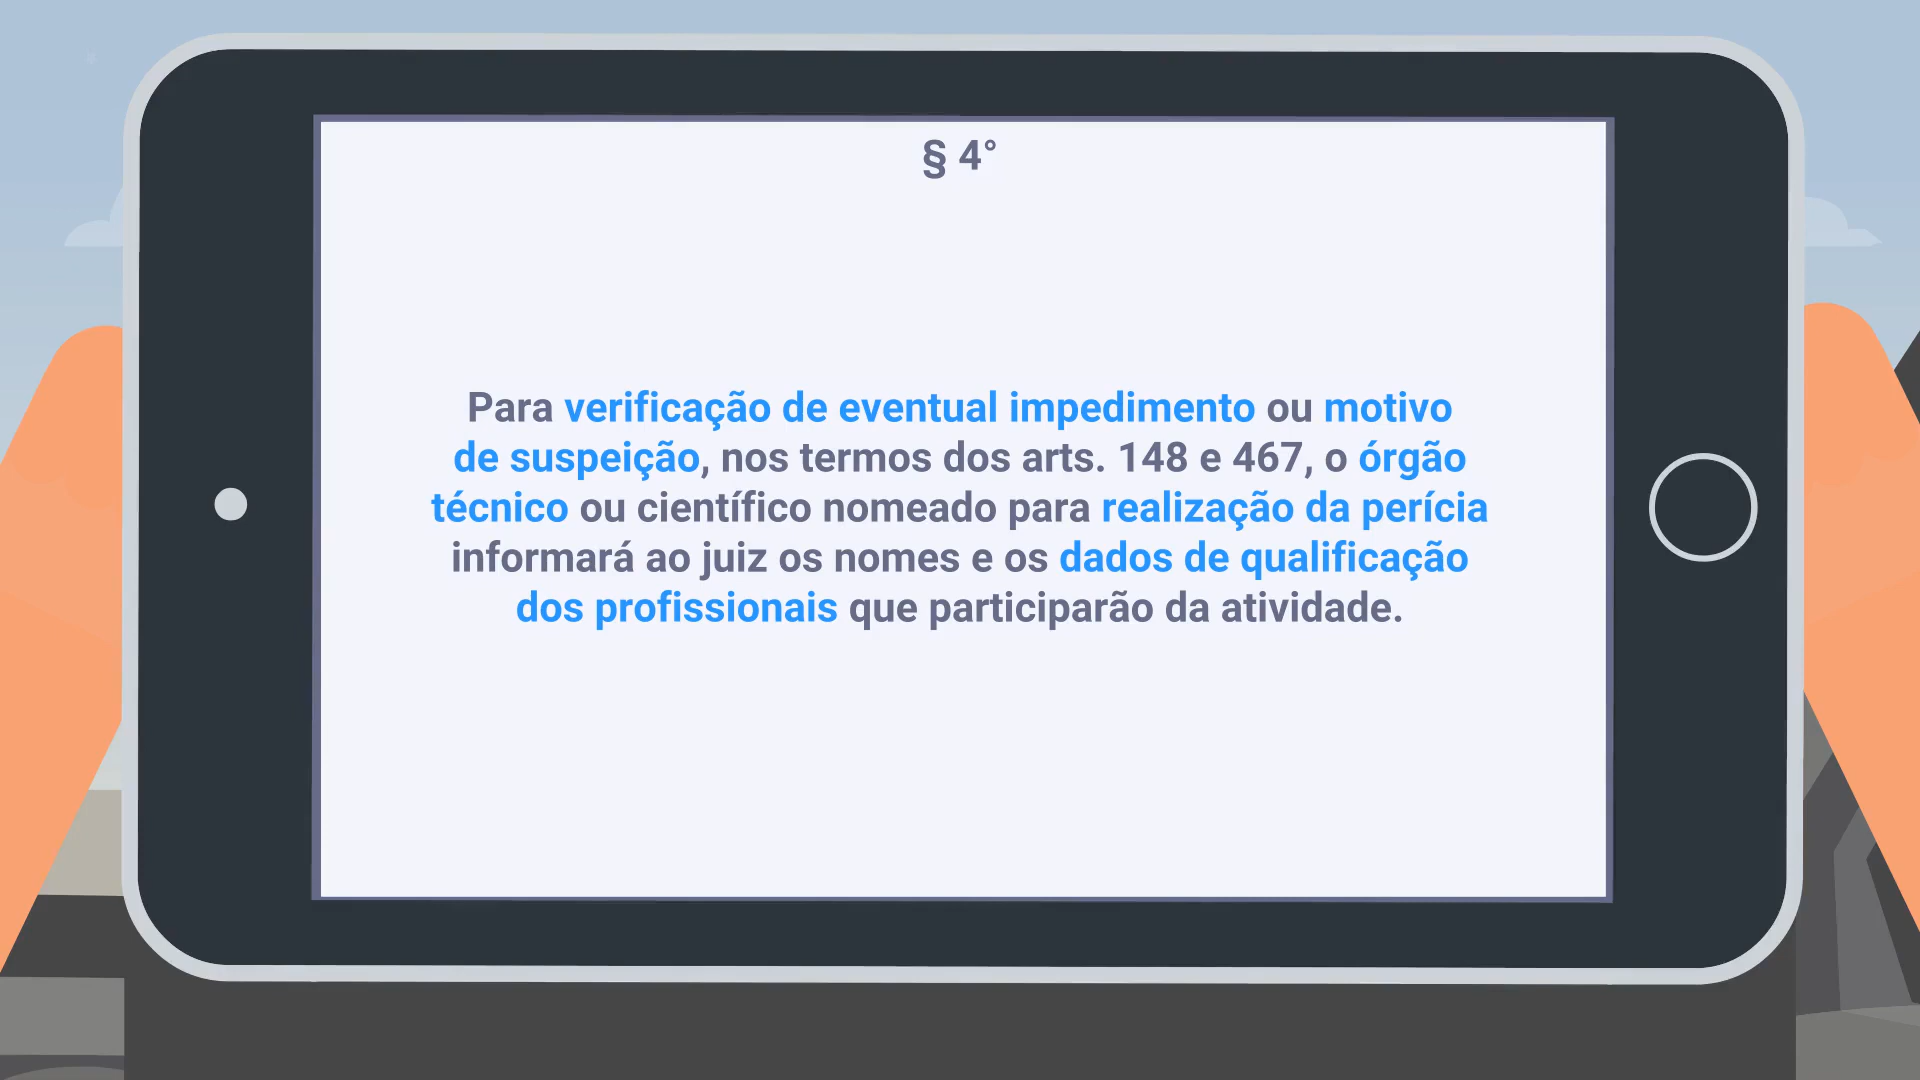 § 4°
Para verificação de eventual impedimento ou motivo
de suspeição, nos termos dos arts. 148 e 467, o órgão
técnico ou científico nomeado para realização da perícia
informará ao juiz os nomes e os dados de qualificação
dos profissionais que participarão da atividade.